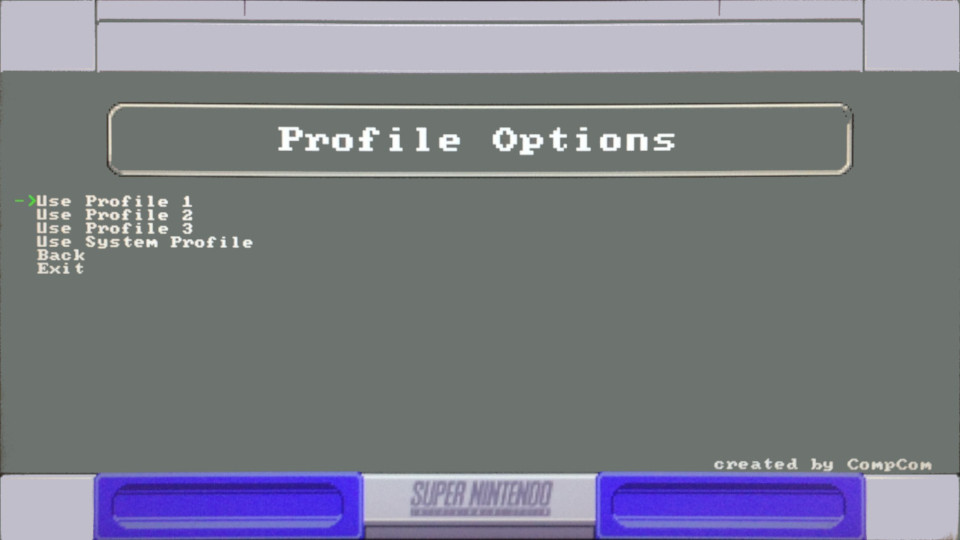 Profile Options
->Use Profile 1
Use Profile 2
Use Profile 3
Use System Profile
Back
Exit
created by CompCom
SUPER NINTENDO